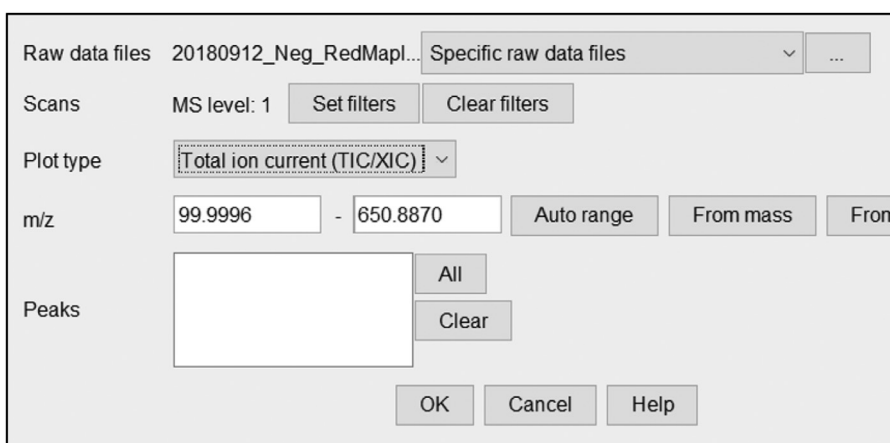 Raw data files 20180912_Neg_RedMapl... Specific raw data files ...
Scans MS level: 1 Set filters Clear filters
Plot type Total ion current (TIC/XIC)
m/z 99.9996 - 650.8870 Auto range From mass From
Peaks All
Clear
OK Cancel Help